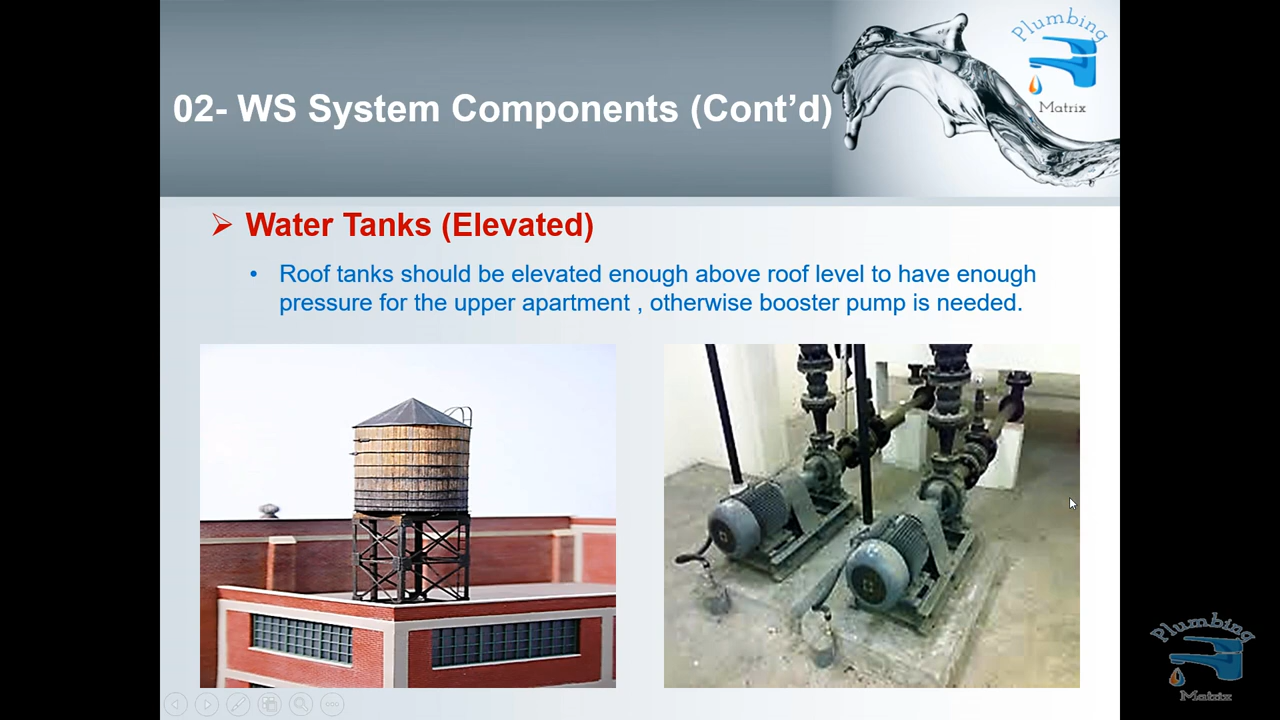 Plumbing
Matrix
02- WS System Components (Cont’d)
➢ Water Tanks (Elevated)
• Roof tanks should be elevated enough above roof level to have enough
pressure for the upper apartment , otherwise booster pump is needed.
Plumbing
Matrix